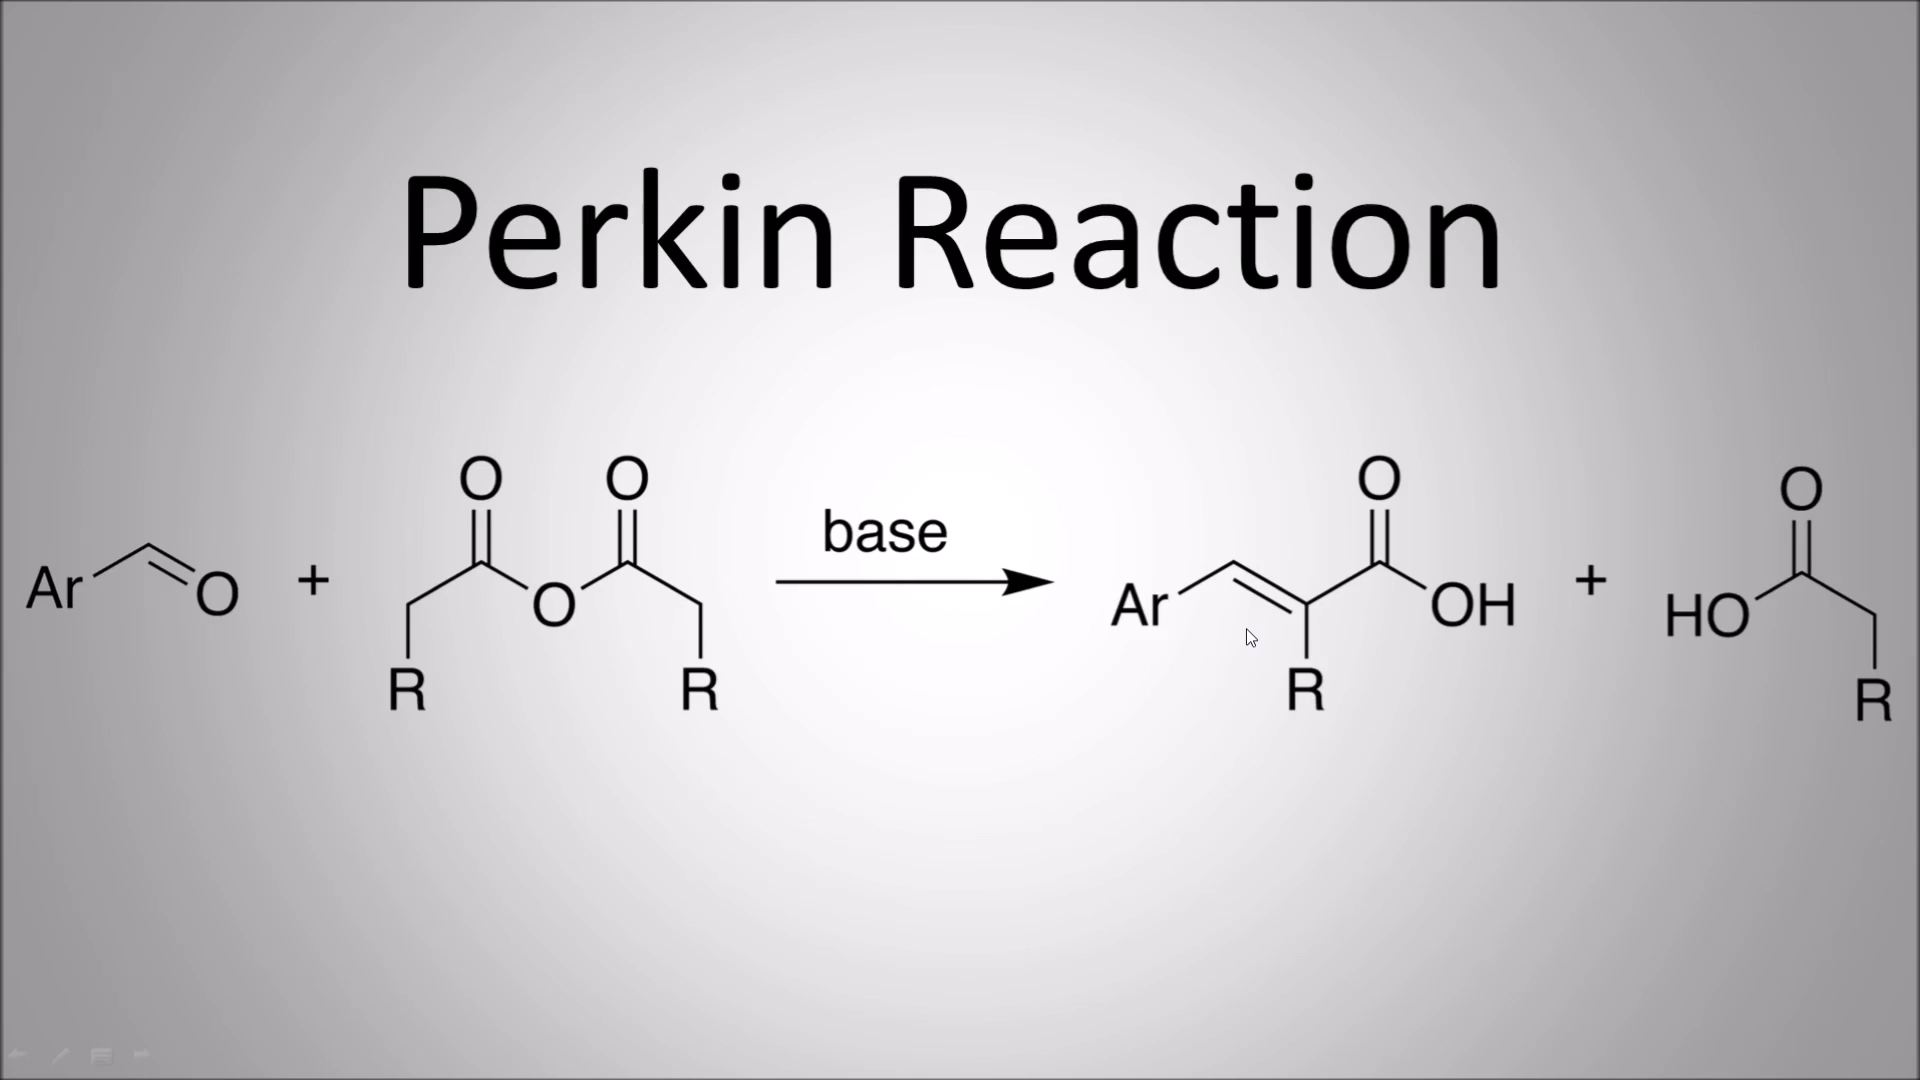 Perkin Reaction
O O O O
base
Ar O + O Ar OH + HO
R R R R